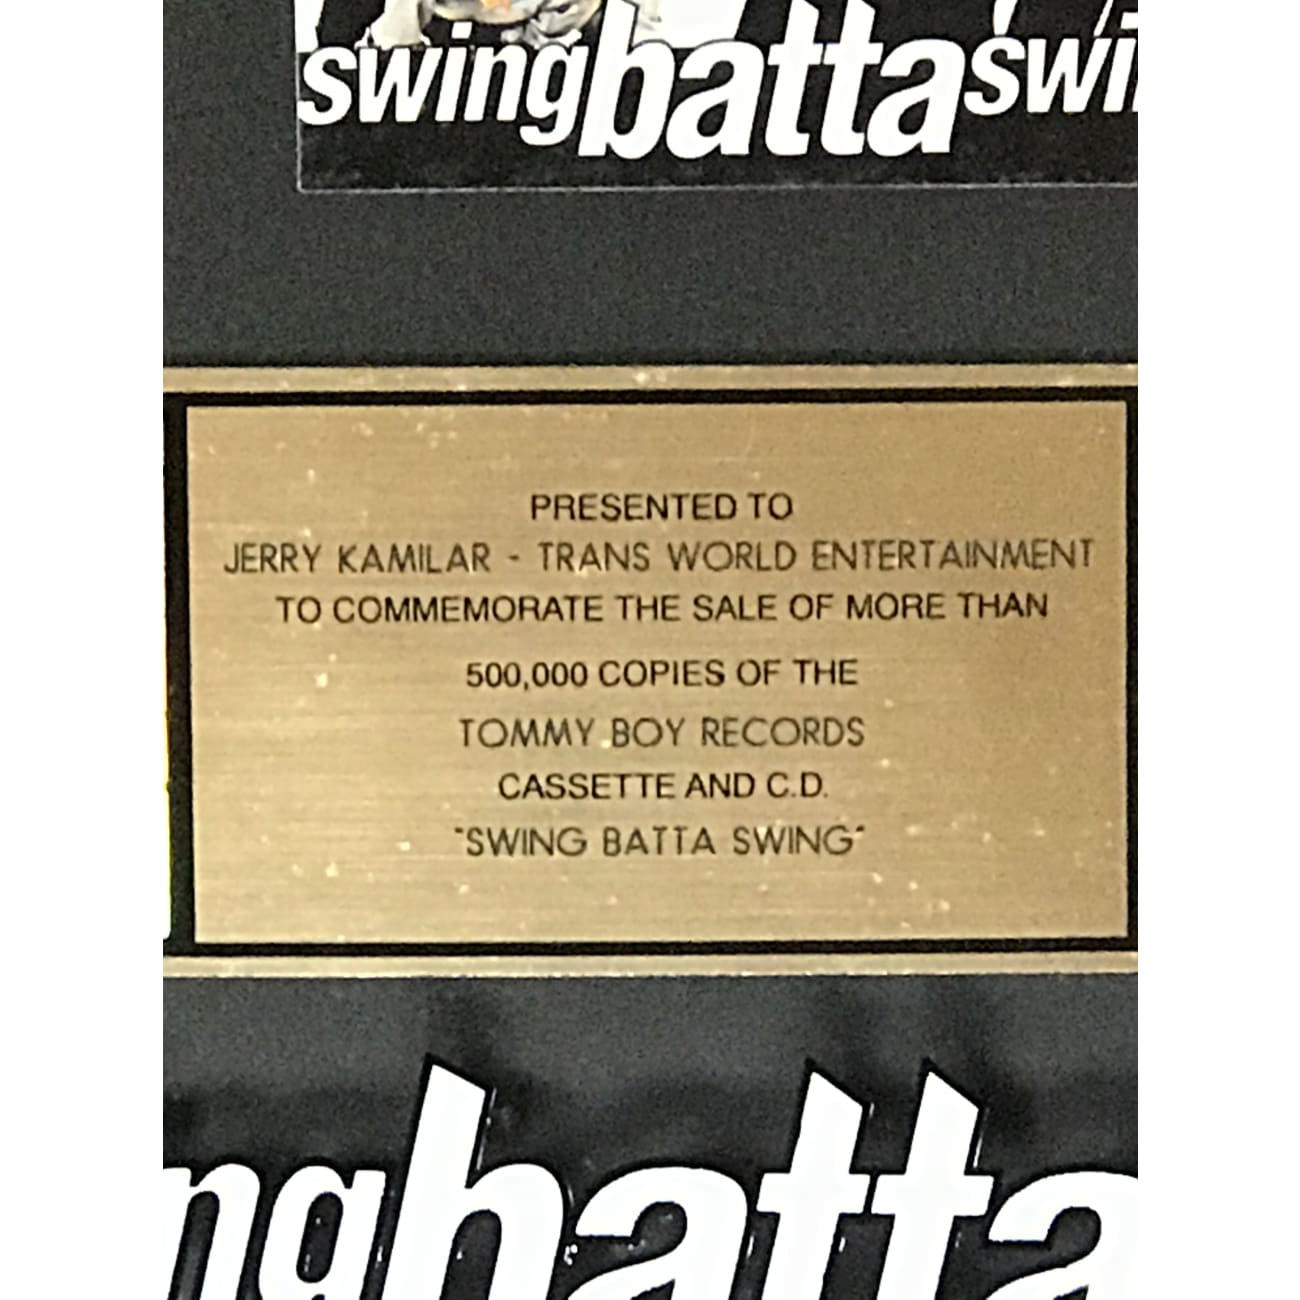 swingbattaswi
PRESENTED TO
JERRY KAMILAR - TRANS WORLD ENTERTAINMENT
TO COMMEMORATE THE SALE OF MORE THAN
500,000 COPIES OF THE
TOMMY BOY RECORDS
CASSETTE AND C.D.
"SWING BATTA SWING"
ngbatta